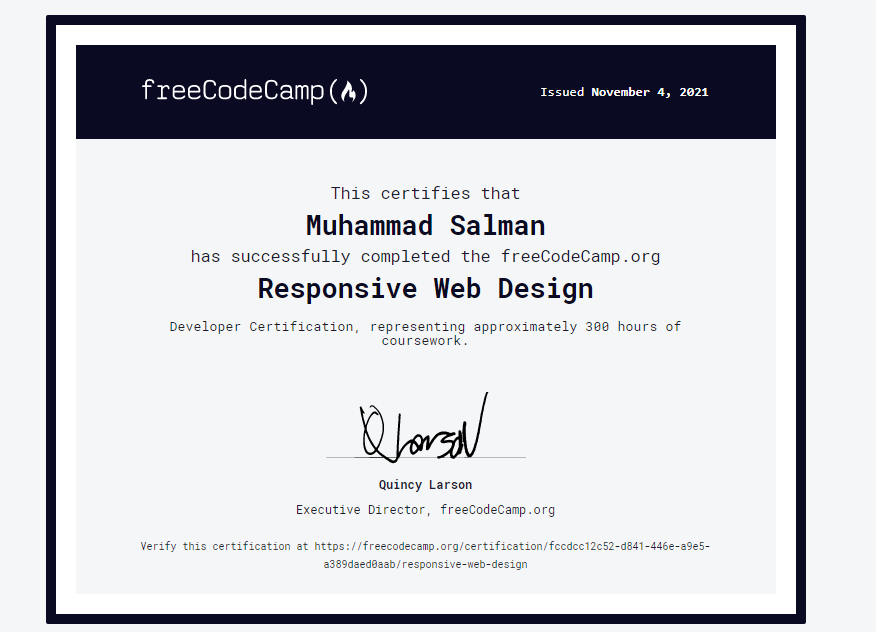 freeCodeCamp
Issued November 4, 2021
This certifies that
Muhammad Salman
has successfully completed the freeCodeCamp.org
Responsive Web Design
Developer Certification, representing approximately 300 hours of
coursework.
Q Larson
Quincy Larson
Executive Director, freeCodeCamp.org
Verify this certification at https://freecodecamp.org/certification/fccdcc12c52-d841-446e-a9e5-
a389daed0aab/responsive-web-design